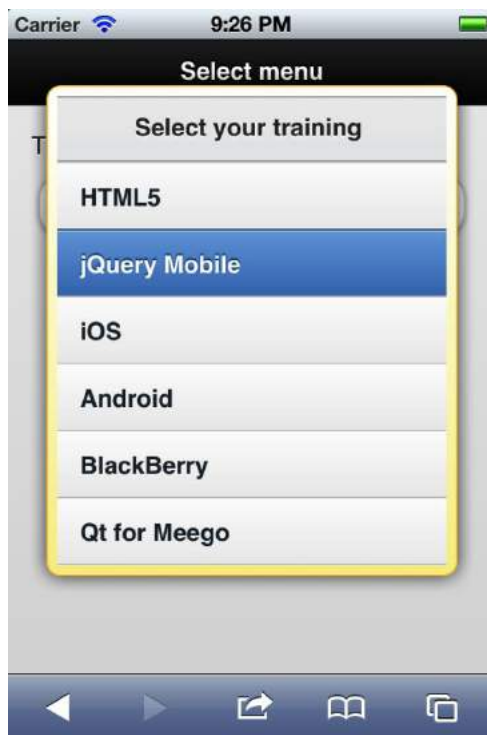 Carrier 9:26 PM
Select menu
T
Select your training
HTML5
jQuery Mobile
iOS
Android
BlackBerry
Qt for Meego